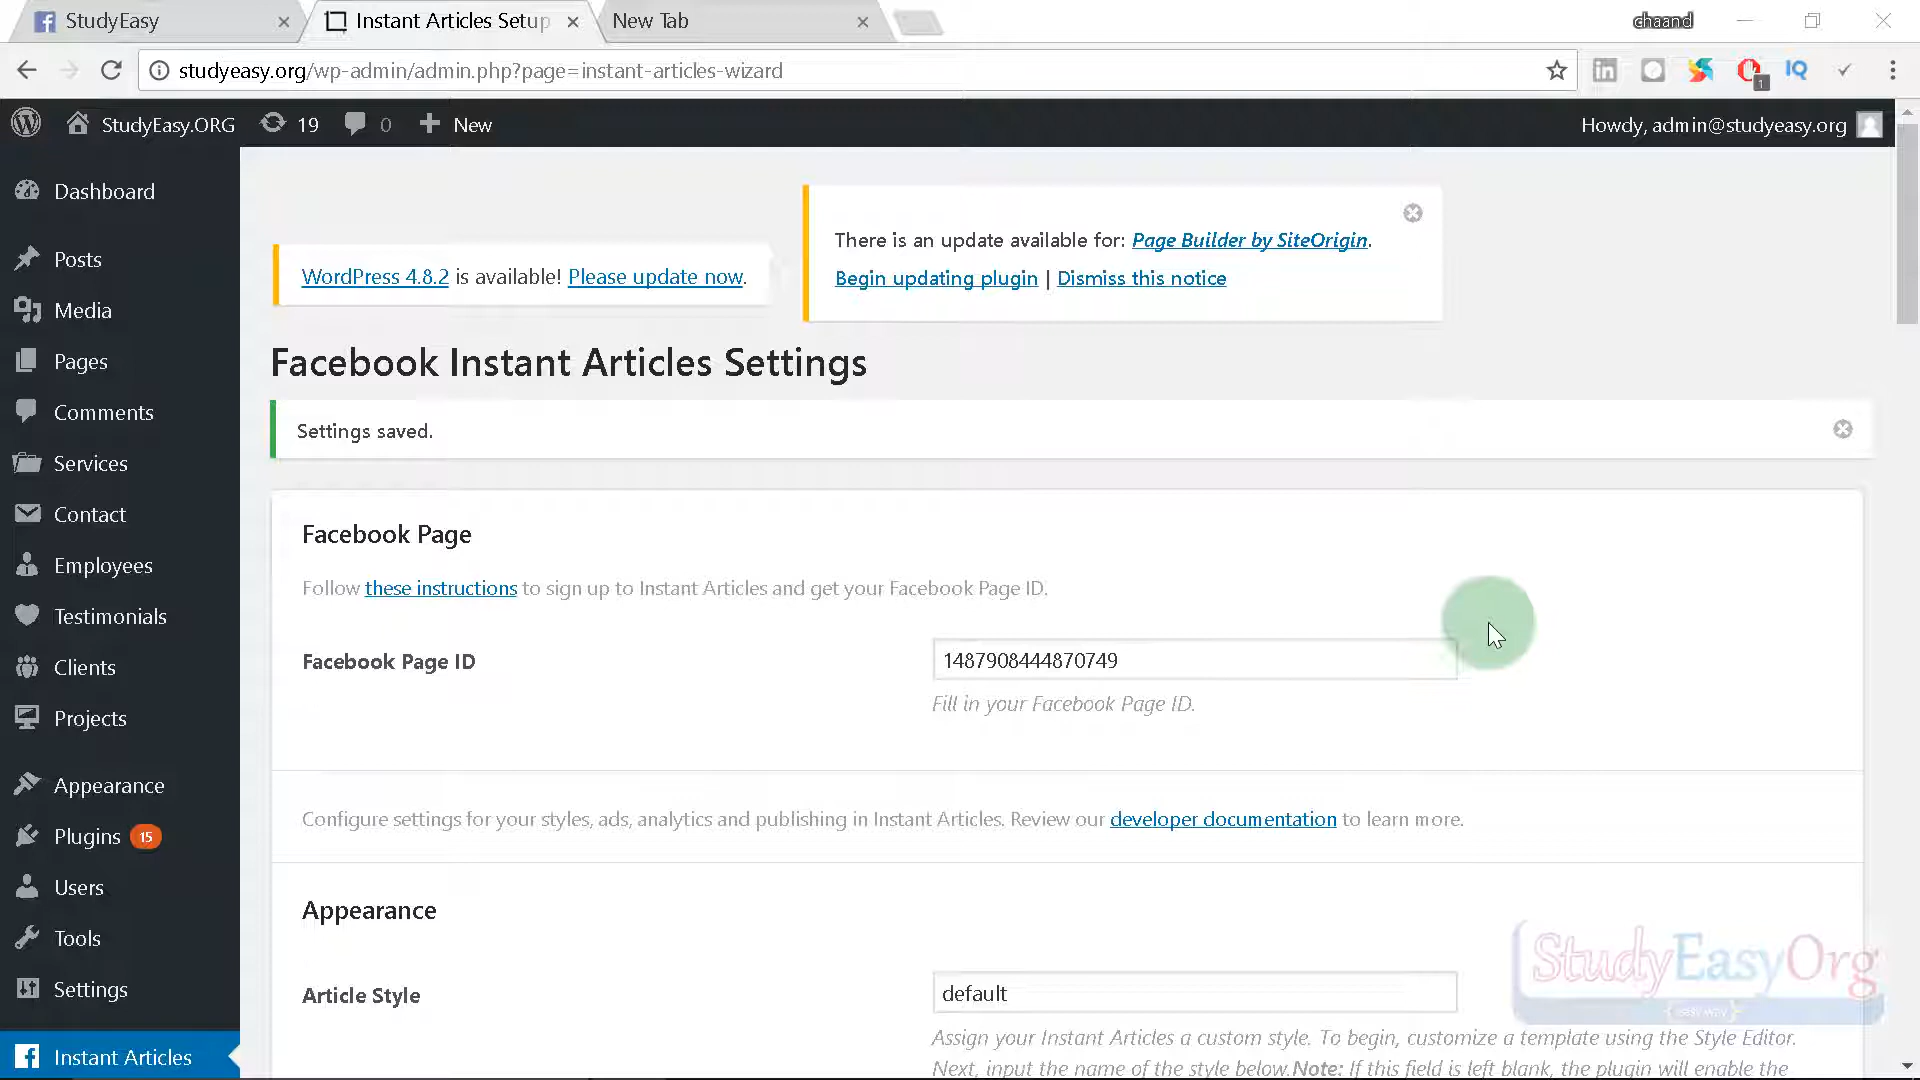 StudyEasy
Instant Articles Setup
New Tab
chaand
studyeasy.org/wp-admin/admin.php?page=instant-articles-wizard
1
StudyEasy.ORG
19
0
New
Howdy, admin@studyeasy.org
Dashboard
Posts
Media
Pages
Comments
Services
Contact
Employees
Testimonials
Clients
Projects
Appearance
Plugins 15
Users
Tools
Settings
Instant Articles
WordPress 4.8.2 is available! Please update now.
There is an update available for: Page Builder by SiteOrigin.
Begin updating plugin | Dismiss this notice
Facebook Instant Articles Settings
Settings saved.
Facebook Page
Follow these instructions to sign up to Instant Articles and get your Facebook Page ID.
Facebook Page ID
1487908444870749
Fill in your Facebook Page ID.
Configure settings for your styles, ads, analytics and publishing in Instant Articles. Review our developer documentation to learn more.
Appearance
Article Style
default
Assign your Instant Articles a custom style. To begin, customize a template using the Style Editor.
Next, input the name of the style below.Note: If this field is left blank, the plugin will enable the
StudyEasyOrg